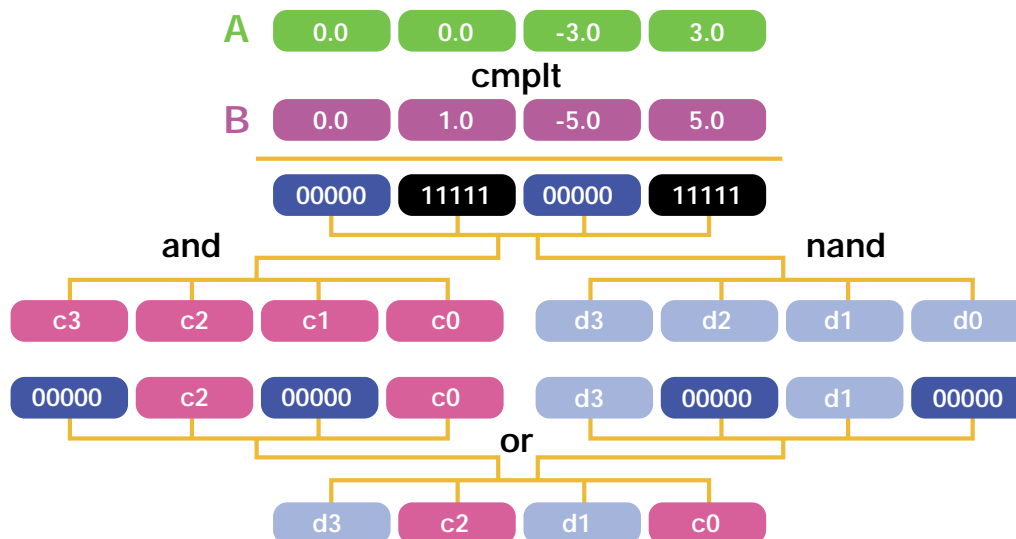 A 0.0 0.0 -3.0 3.0
cmplt
B 0.0 1.0 -5.0 5.0
00000 11111 00000 11111
and nand
c3 c2 c1 c0 d3 d2 d1 d0
00000 c2 00000 c0 d3 00000 d1 00000
or
d3 c2 d1 c0